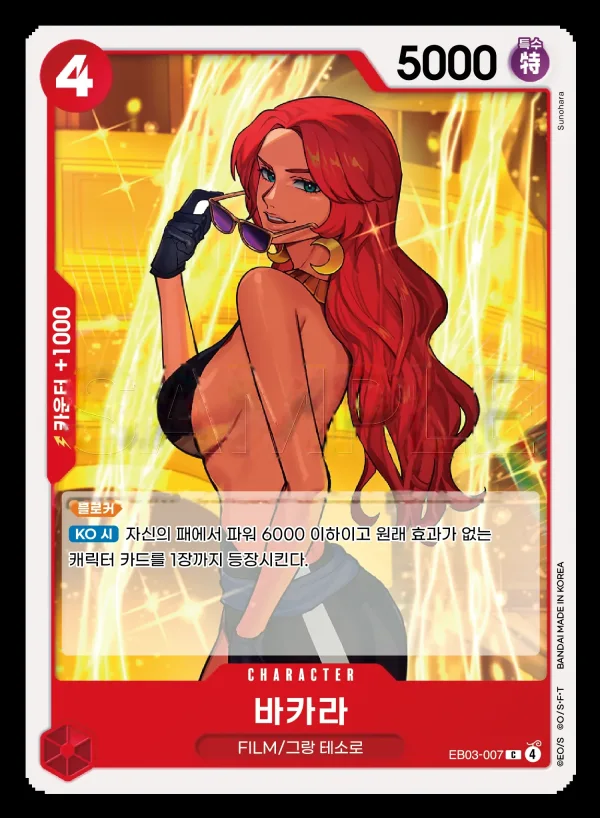 4
5000
특수
特
Sunohara
카운터 +1000
SAMPLE
블로커
KO 시 자신의 패에서 파워 6000 이하이고 원래 효과가 없는
캐릭터 카드를 1장까지 등장시킨다.
CHARACTER
바카라
FILM/그랑 테소로
EB03-007 C 4
©EO/S ©O/S·F·T BANDAI MADE IN KOREA